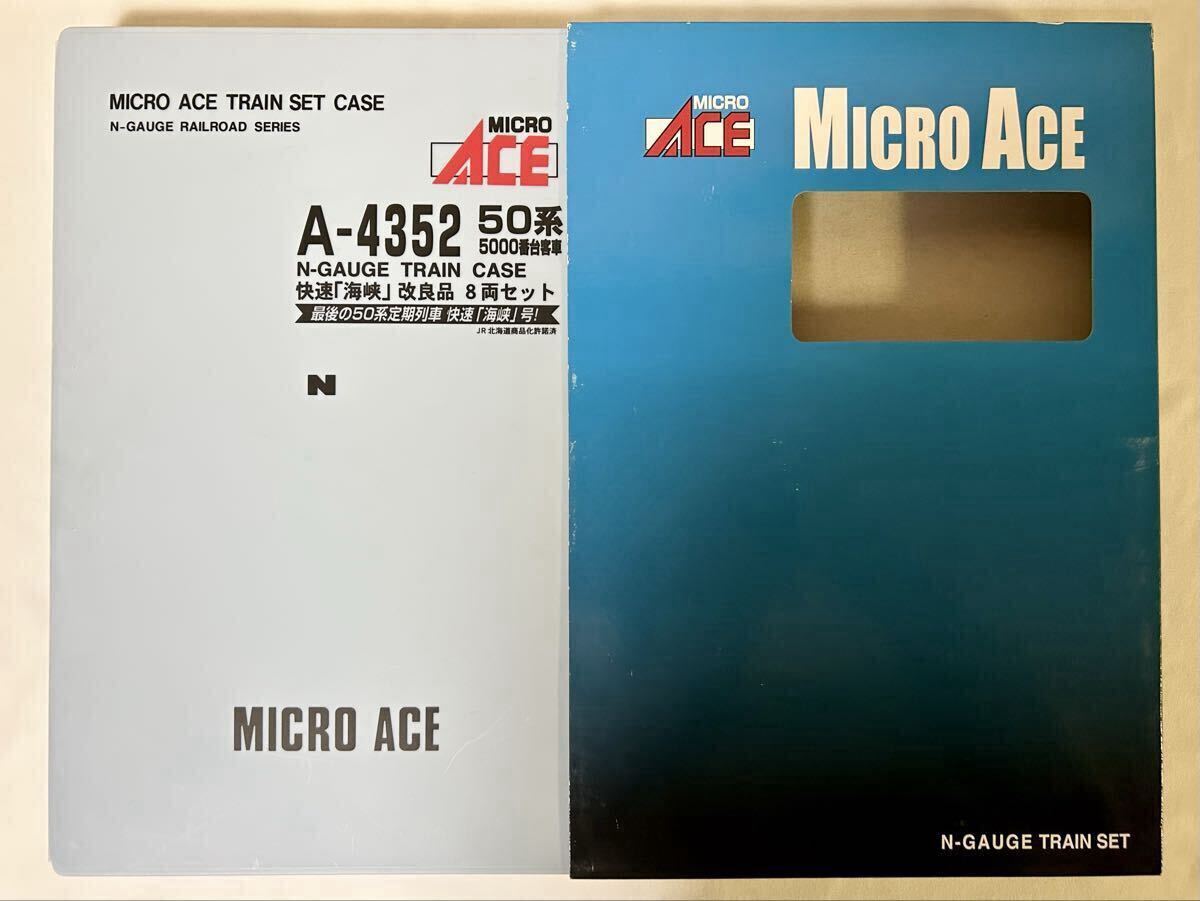 MICRO ACE TRAIN SET CASE
N-GAUGE RAILROAD SERIES
MICRO
ACE
A-4352 50系
5000番台客車
N-GAUGE TRAIN CASE
快速「海峡」改良品 8両セット
最後の50系定期列車 快速「海峡」号!
JR北海道商品化許諾済
N
MICRO ACE
MICRO
ACE
MICRO ACE
N-GAUGE TRAIN SET